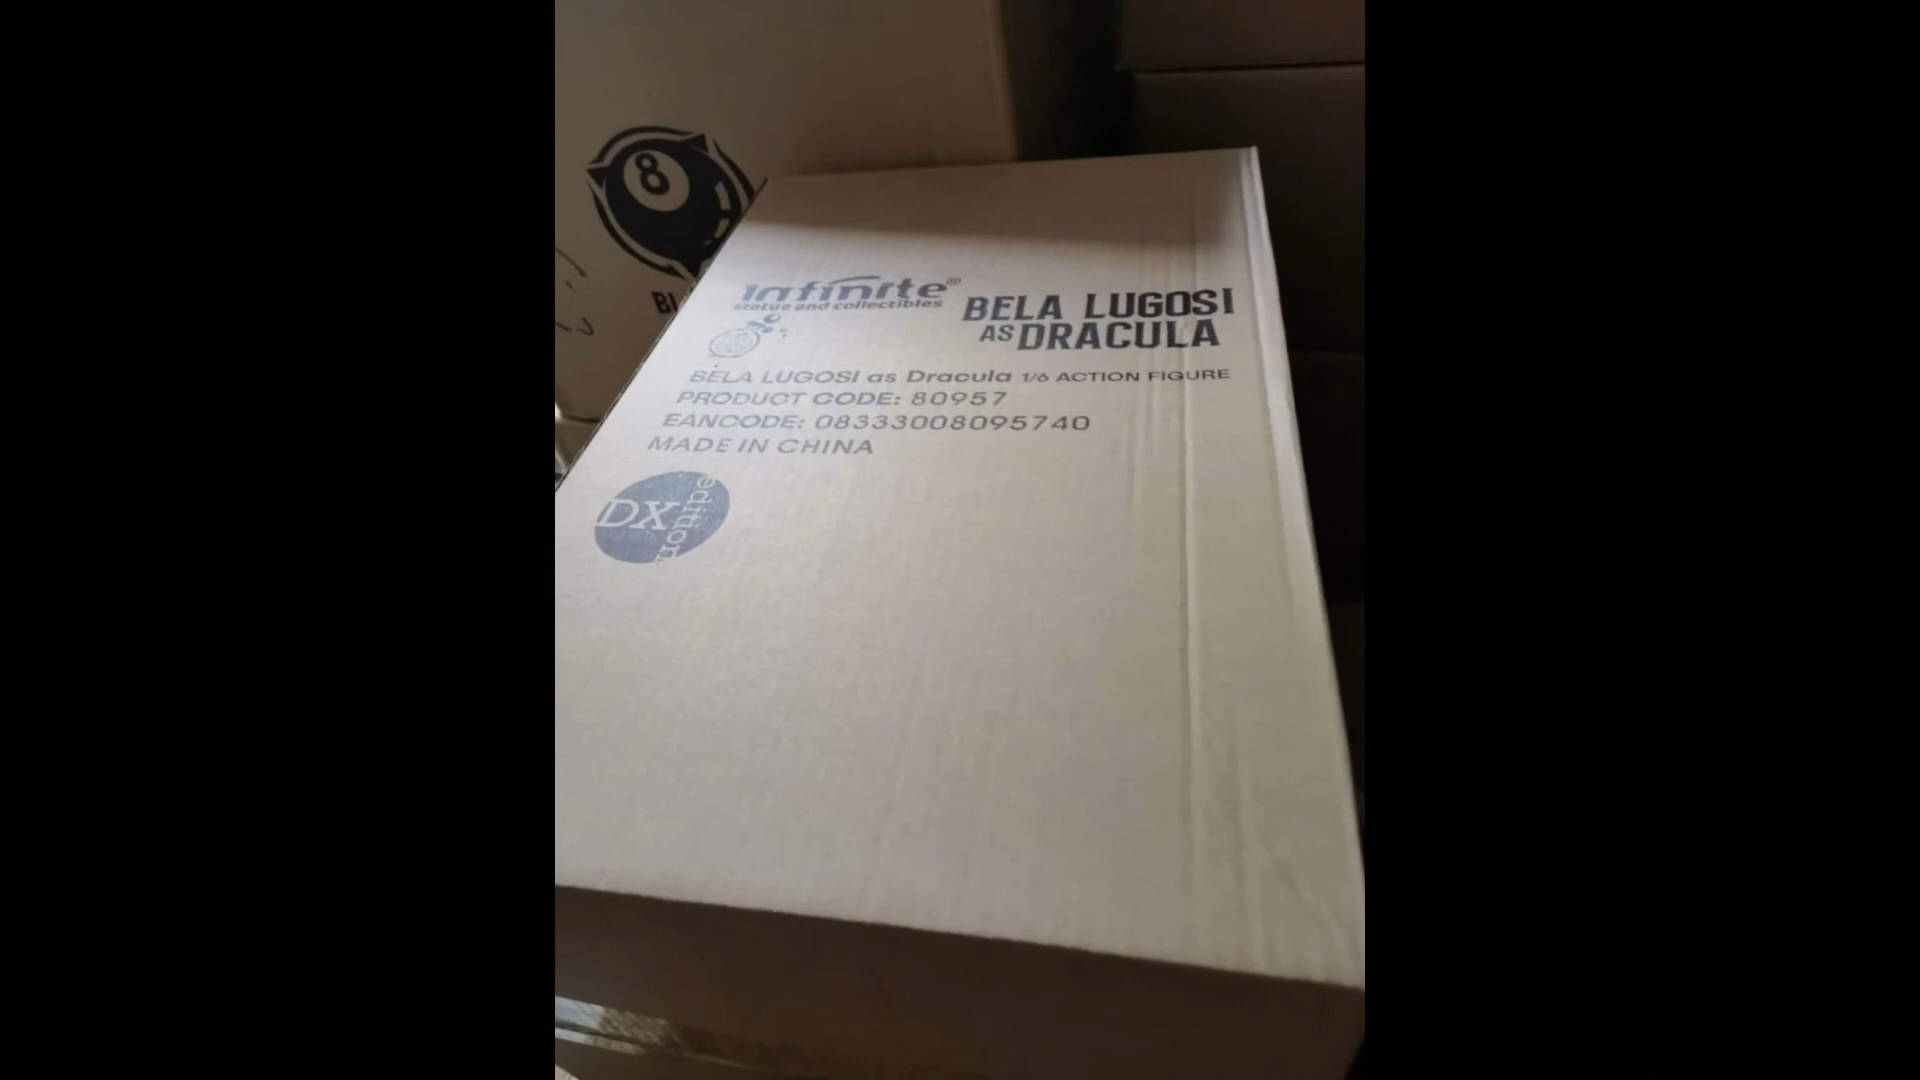 8
BL
infinite®
statue and collectibles
BELA LUGOSI
AS DRACULA
BELA LUGOSI as Dracula 1/6 ACTION FIGURE
PRODUCT CODE: 80957
EANCODE: 08333008095740
MADE IN CHINA
DX
edition